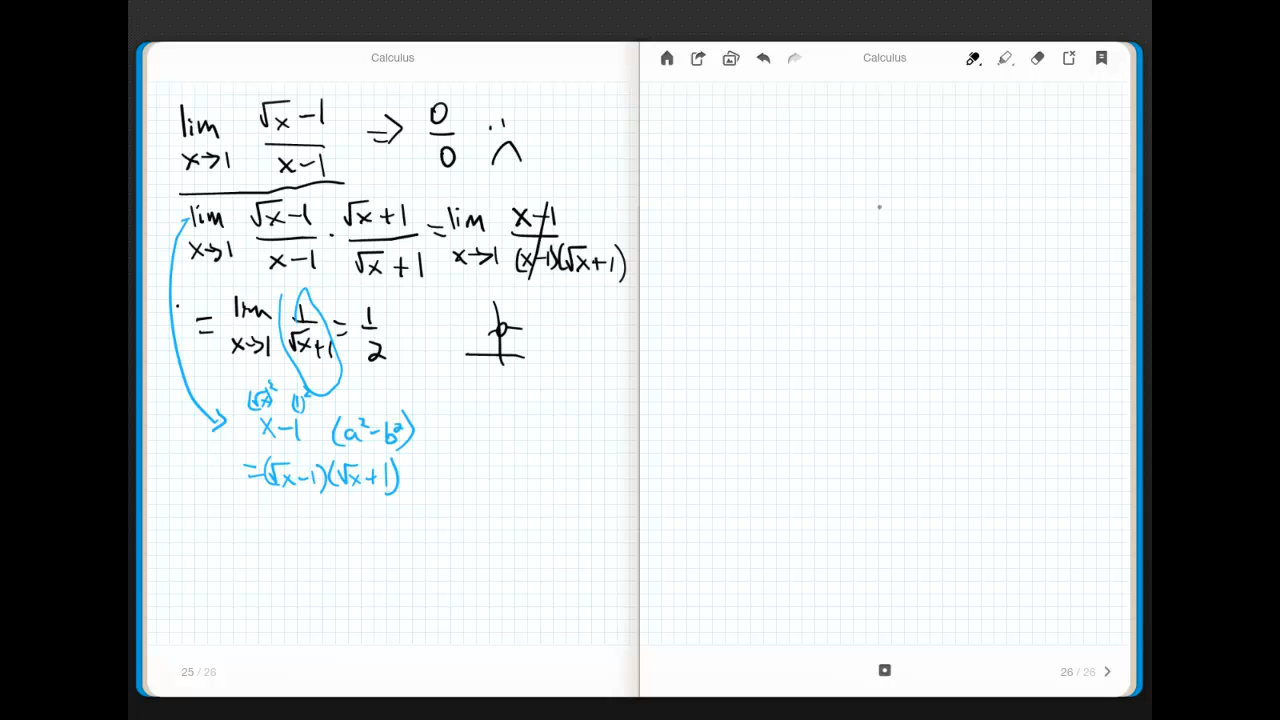 Calculus
Calculus
lim x→1 (√x − 1)/(x − 1) ⇒ 0/0 :(
lim x→1 (√x − 1)/(x − 1) · (√x + 1)/(√x + 1) = lim x→1 (x − 1)/((x − 1)(√x + 1))
= lim x→1 1/(√x + 1) = 1/2
(√x)² (1)²
x − 1 (a² − b²)
= (√x − 1)(√x + 1)
25 / 26
26 / 26